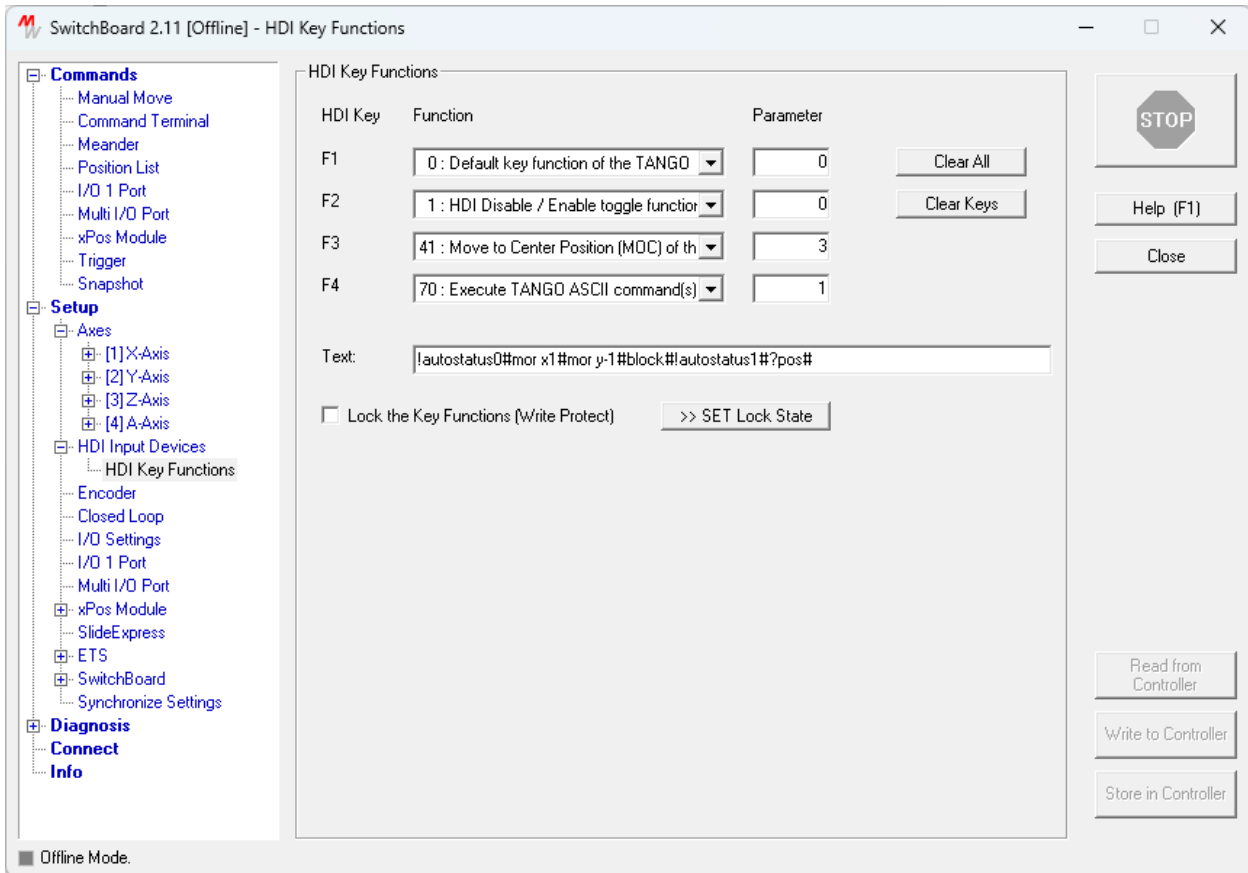 SwitchBoard 2.11 [Offline] - HDI Key Functions
Commands
Manual Move
Command Terminal
Meander
Position List
I/O 1 Port
Multi I/O Port
xPos Module
Trigger
Snapshot
Setup
Axes
[1] X-Axis
[2] Y-Axis
[3] Z-Axis
[4] A-Axis
HDI Input Devices
HDI Key Functions
Encoder
Closed Loop
I/O Settings
I/O 1 Port
Multi I/O Port
xPos Module
SlideExpress
ETS
SwitchBoard
Synchronize Settings
Diagnosis
Connect
Info
HDI Key Functions
HDI Key Function Parameter
F1 0 : Default key function of the TANGO 0 Clear All
F2 1 : HDI Disable / Enable toggle function 0 Clear Keys
F3 41 : Move to Center Position (MOC) of th 3
F4 70 : Execute TANGO ASCII command(s) 1
Text: !autostatus0#mor x1#mor y-1#block#!autostatus1#?pos#
Lock the Key Functions (Write Protect) >> SET Lock State
STOP
Help (F1)
Close
Read from
Controller
Write to Controller
Store in Controller
Offline Mode.